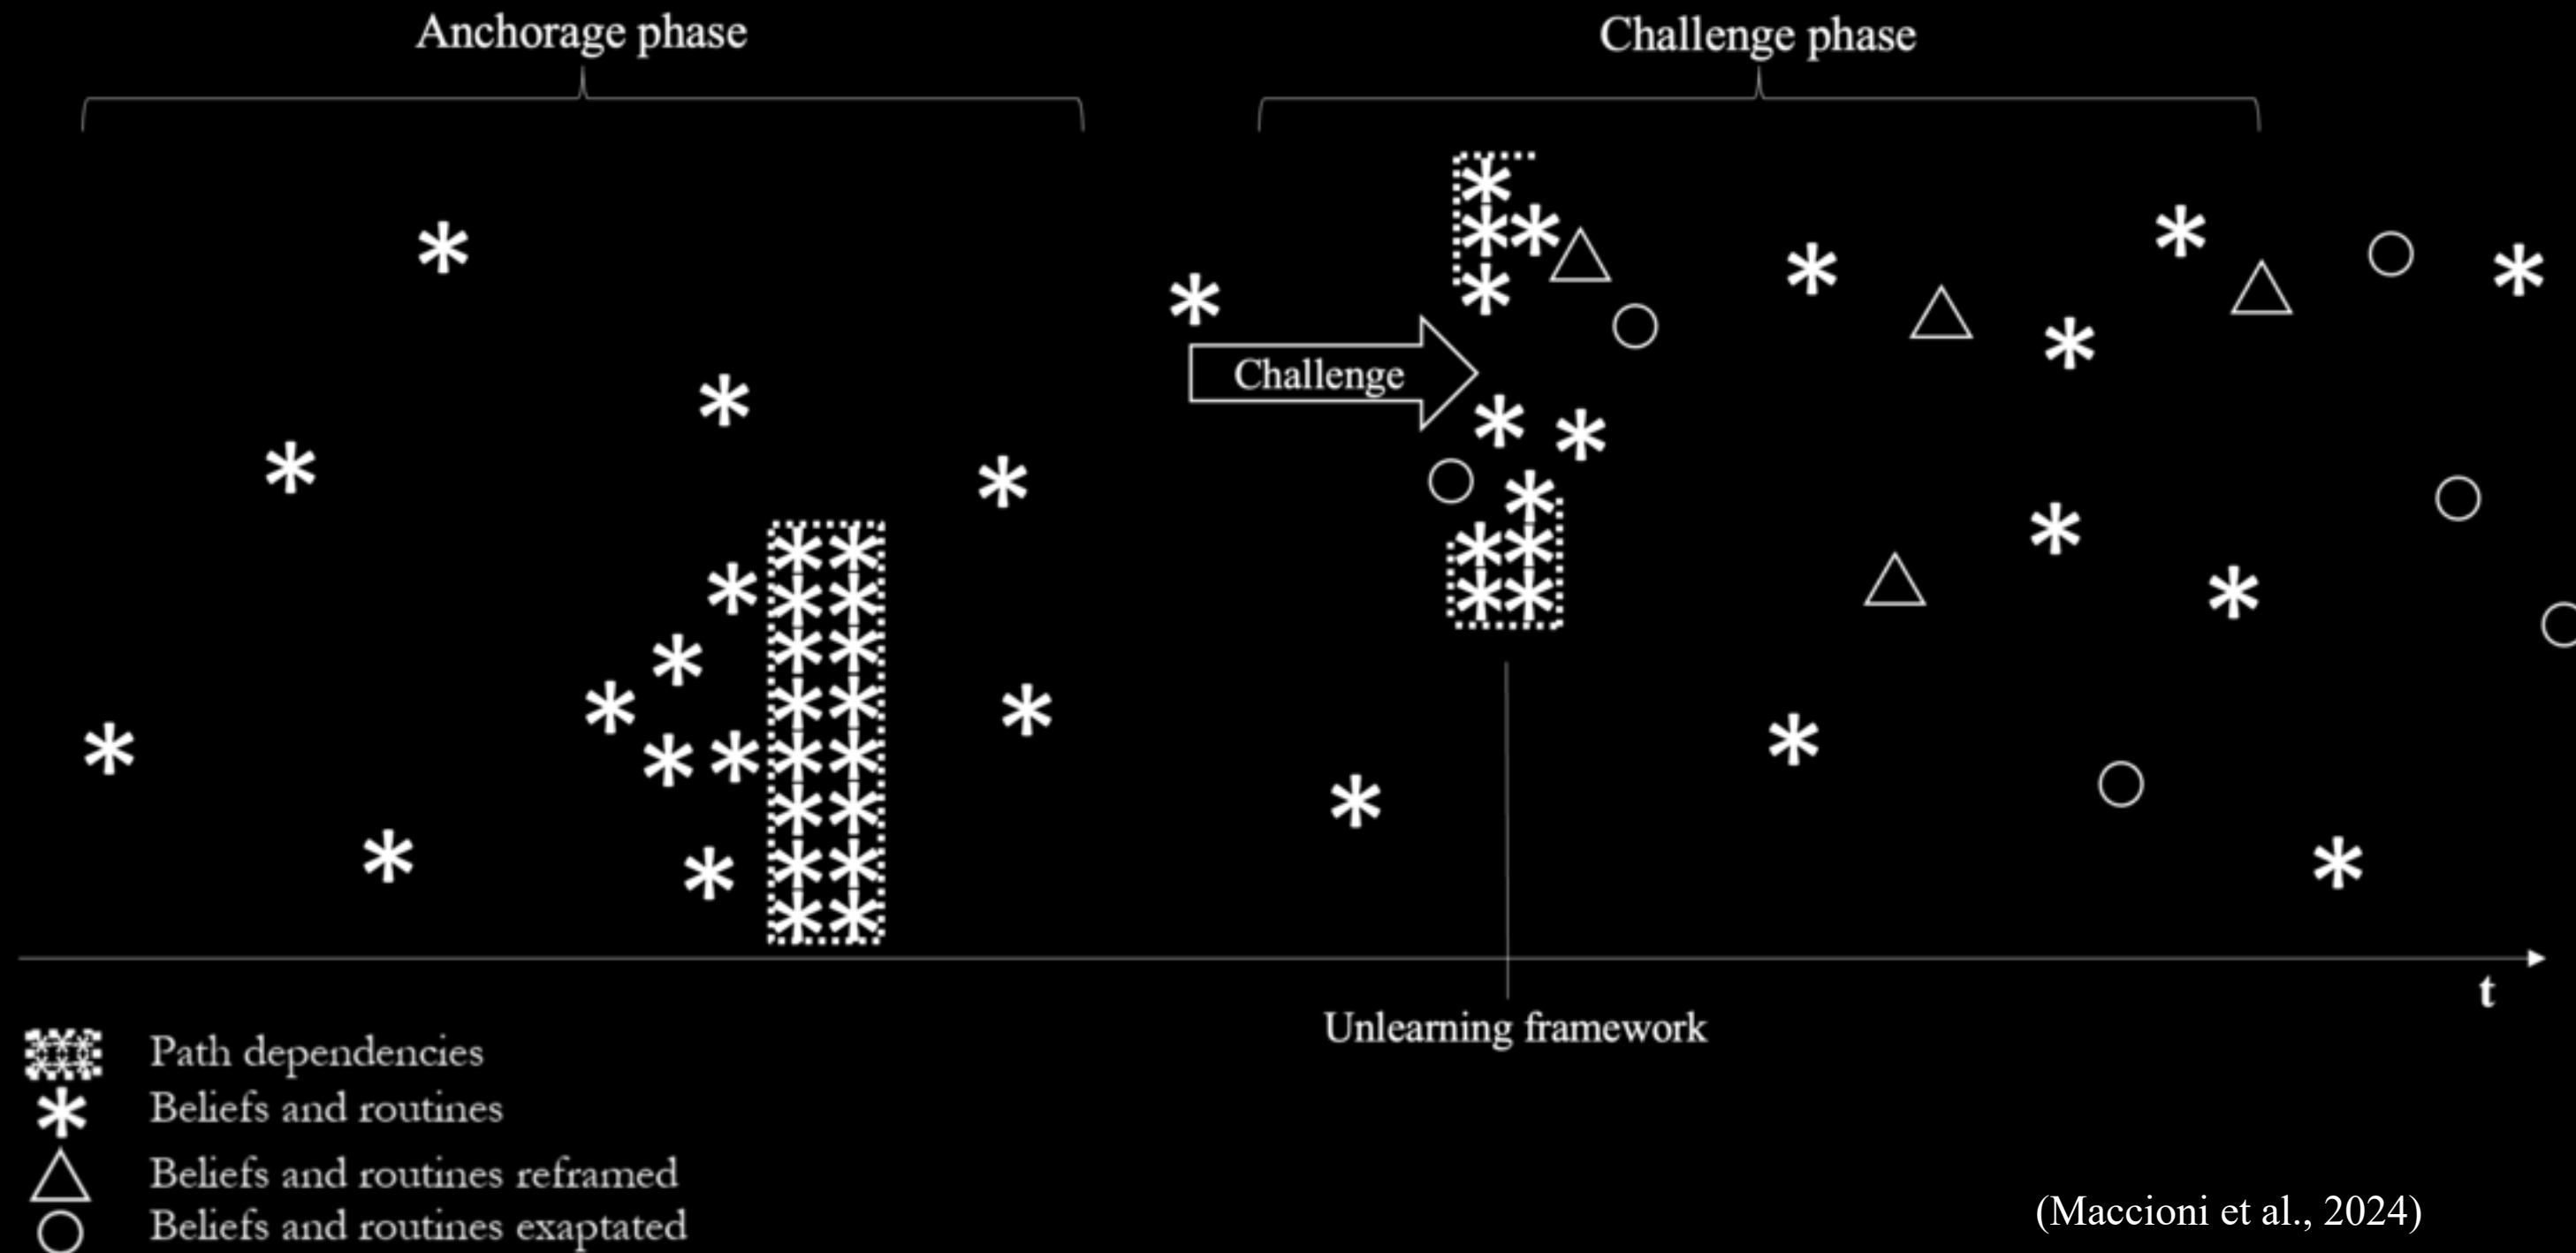 Anchorage phase
Challenge phase
Challenge
t
Unlearning framework
Path dependencies
Beliefs and routines
Beliefs and routines reframed
Beliefs and routines exaptated
(Maccioni et al., 2024)